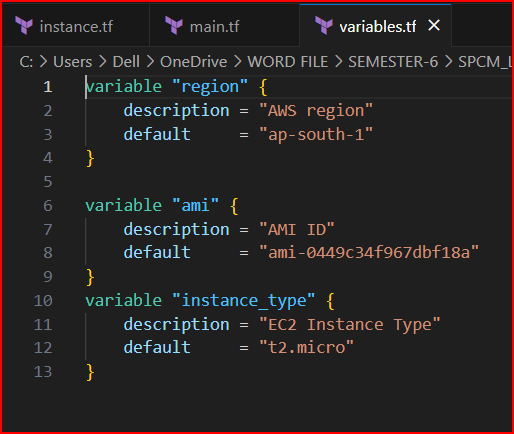 instance.tf main.tf variables.tf
C: > Users > Dell > OneDrive > WORD FILE > SEMESTER-6 > SPCM_L
1 variable "region" {
2     description = "AWS region"
3     default     = "ap-south-1"
4 }
5
6 variable "ami" {
7     description = "AMI ID"
8     default     = "ami-0449c34f967dbf18a"
9 }
10 variable "instance_type" {
11     description = "EC2 Instance Type"
12     default     = "t2.micro"
13 }